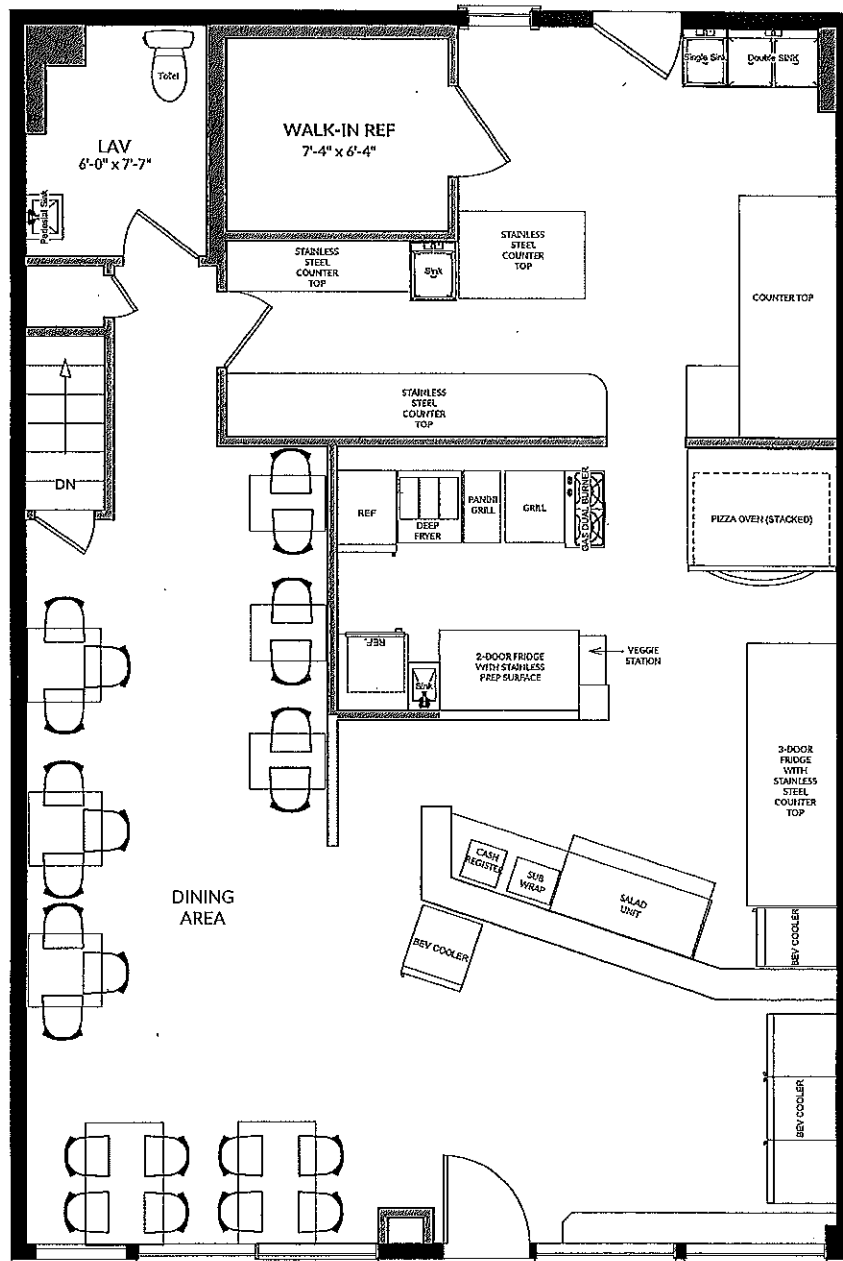 Toilet
Single Sink
Double SINK
LAV
6'-0" x 7'-7"
WALK-IN REF
7'-4" x 6'-4"
Pedestal Sink
STAINLESS
STEEL
COUNTER
TOP
Sink
STAINLESS
STEEL
COUNTER
TOP
COUNTER TOP
STAINLESS
STEEL
COUNTER
TOP
DN
REF
DEEP
FRYER
PANINI
GRILL
GRILL
GAS DUAL BURNER
PIZZA OVEN (STACKED)
REF.
Sink
2-DOOR FRIDGE
WITH STAINLESS
PREP SURFACE
VEGGIE
STATION
3-DOOR
FRIDGE
WITH
STAINLESS
STEEL
COUNTER
TOP
CASH
REGISTER
SUB
WRAP
SALAD
UNIT
DINING
AREA
BEV COOLER
BEV COOLER
BEV COOLER